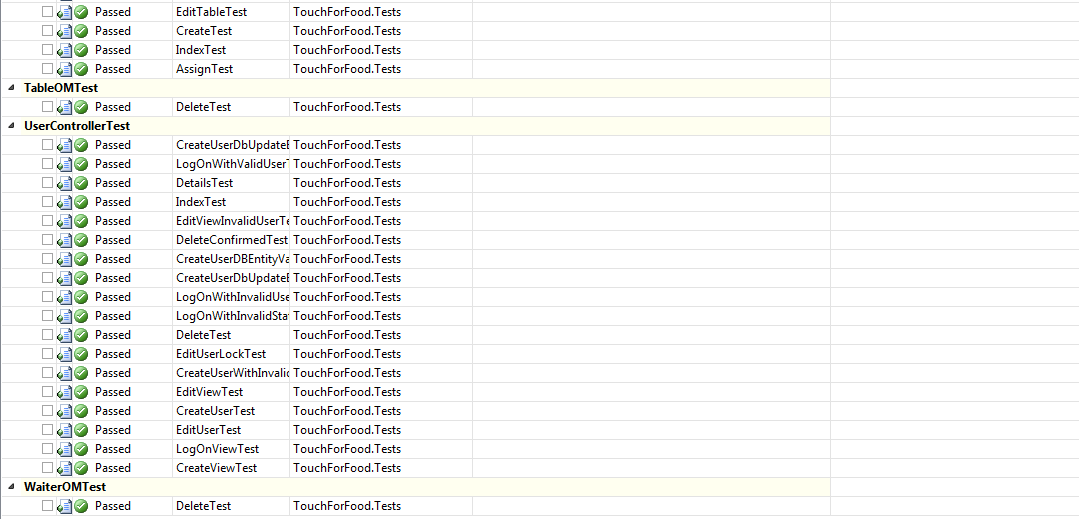 Passed EditTableTest TouchForFood.Tests
Passed CreateTest TouchForFood.Tests
Passed IndexTest TouchForFood.Tests
Passed AssignTest TouchForFood.Tests
TableOMTest
Passed DeleteTest TouchForFood.Tests
UserControllerTest
Passed CreateUserDbUpdateE TouchForFood.Tests
Passed LogOnWithValidUserT TouchForFood.Tests
Passed DetailsTest TouchForFood.Tests
Passed IndexTest TouchForFood.Tests
Passed EditViewInvalidUserTe TouchForFood.Tests
Passed DeleteConfirmedTest TouchForFood.Tests
Passed CreateUserDBEntityVa TouchForFood.Tests
Passed CreateUserDbUpdateE TouchForFood.Tests
Passed LogOnWithInvalidUse TouchForFood.Tests
Passed LogOnWithInvalidStat TouchForFood.Tests
Passed DeleteTest TouchForFood.Tests
Passed EditUserLockTest TouchForFood.Tests
Passed CreateUserWithInvalid TouchForFood.Tests
Passed EditViewTest TouchForFood.Tests
Passed CreateUserTest TouchForFood.Tests
Passed EditUserTest TouchForFood.Tests
Passed LogOnViewTest TouchForFood.Tests
Passed CreateViewTest TouchForFood.Tests
WaiterOMTest
Passed DeleteTest TouchForFood.Tests